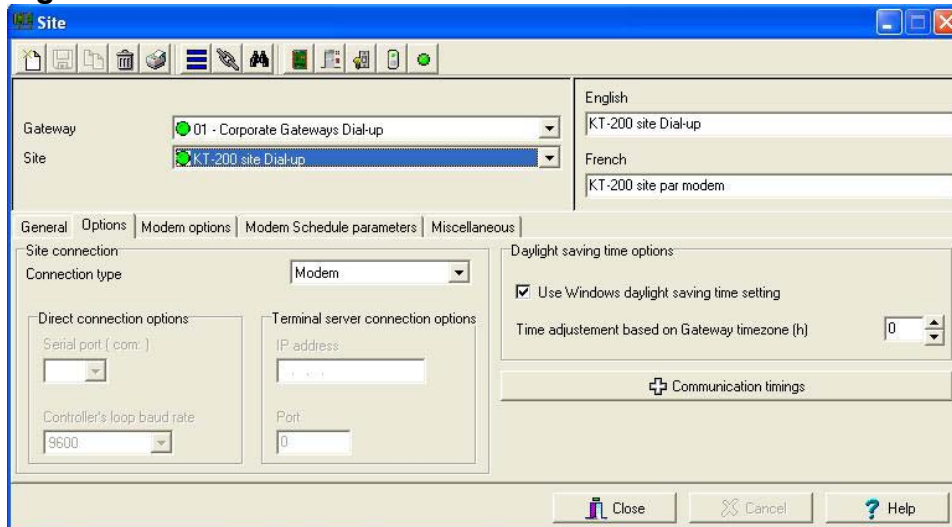 Site
English
Gateway 01 - Corporate Gateways Dial-up KT-200 site Dial-up
Site KT-200 site Dial-up French
KT-200 site par modem
General Options Modem options Modem Schedule parameters Miscellaneous
Site connection Daylight saving time options
Connection type Modem
Use Windows daylight saving time setting
Direct connection options Terminal server connection options
Time adjustement based on Gateway timezone (h) 0
Serial port ( com: ) IP address
. . .
Communication timings
Controller's loop baud rate Port
9600 0
Close Cancel Help